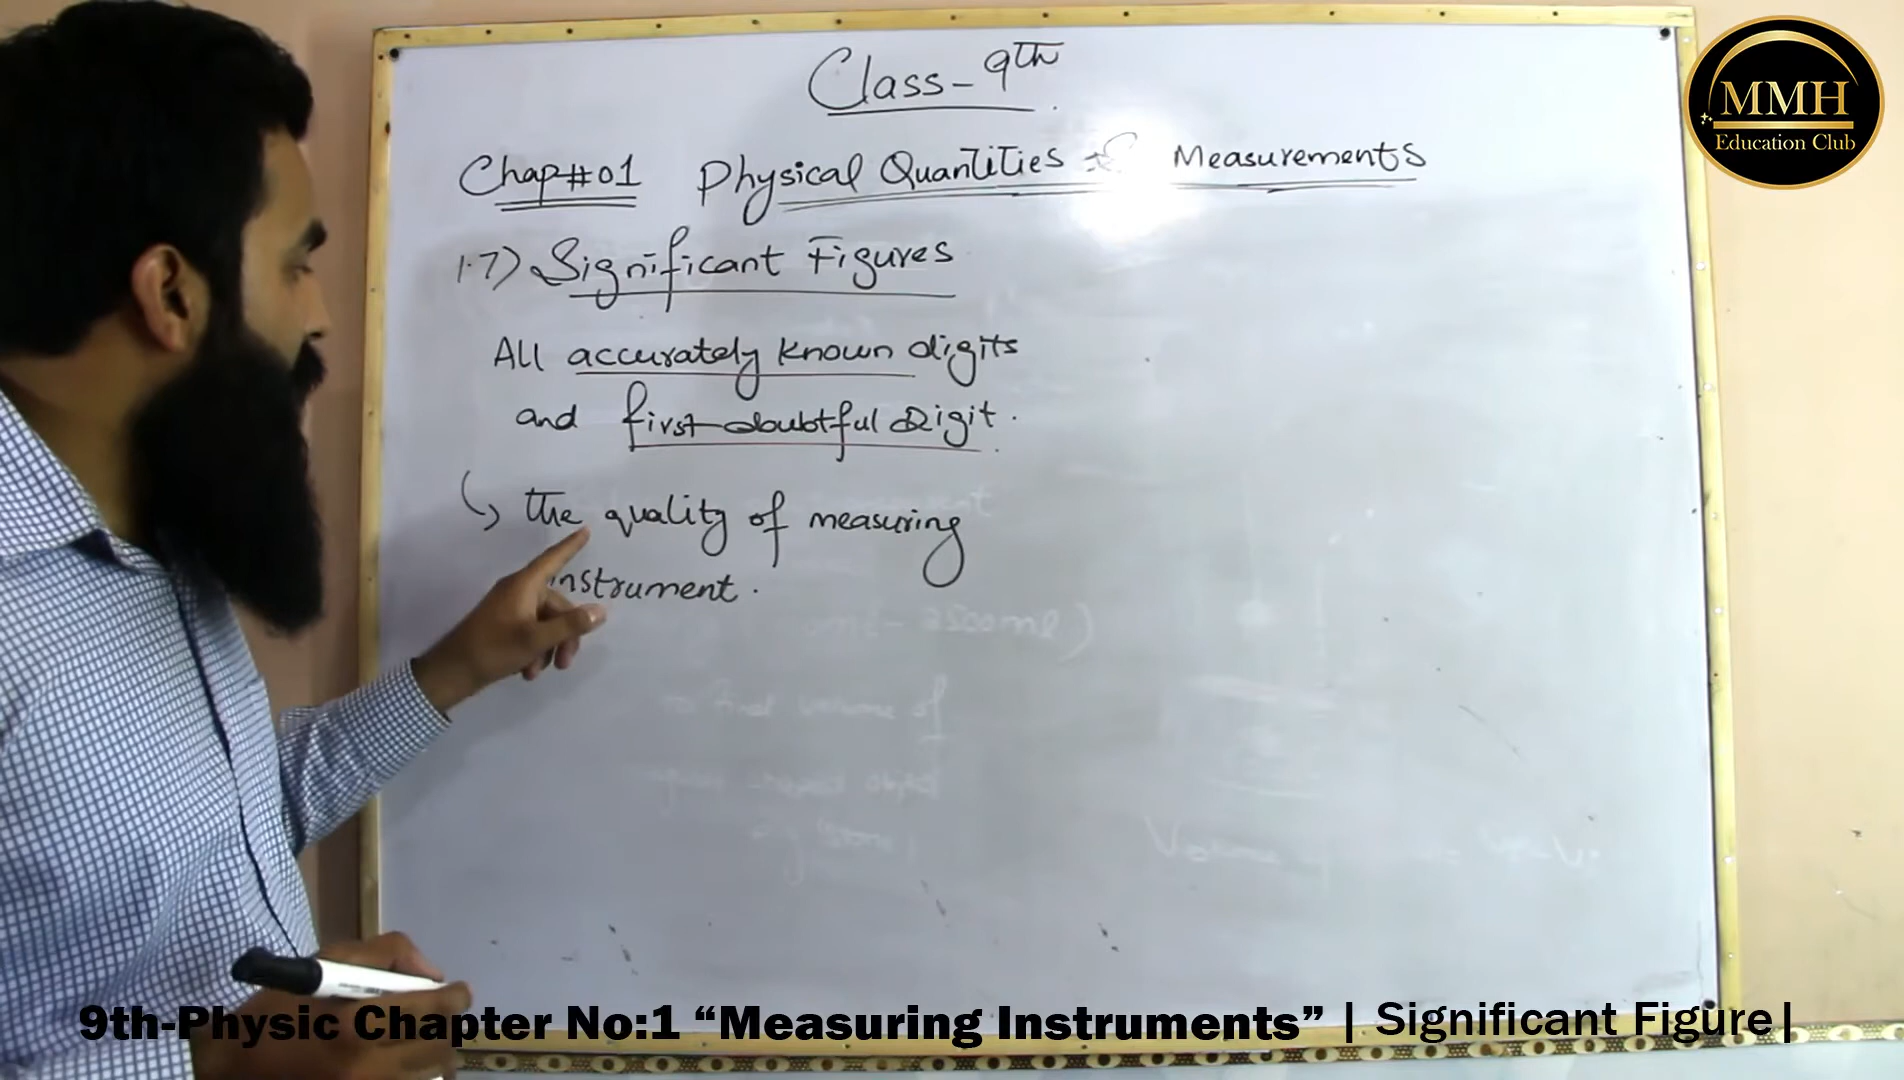 Class - 9th
MMH
Education Club
Chap#01 Physical Quantities & Measurements
1.7) Significant Figures
All accurately known digits
and first doubtful Digit.
the quality of measuring
instrument.
9th-Physic Chapter No:1 “Measuring Instruments” | Significant Figure|